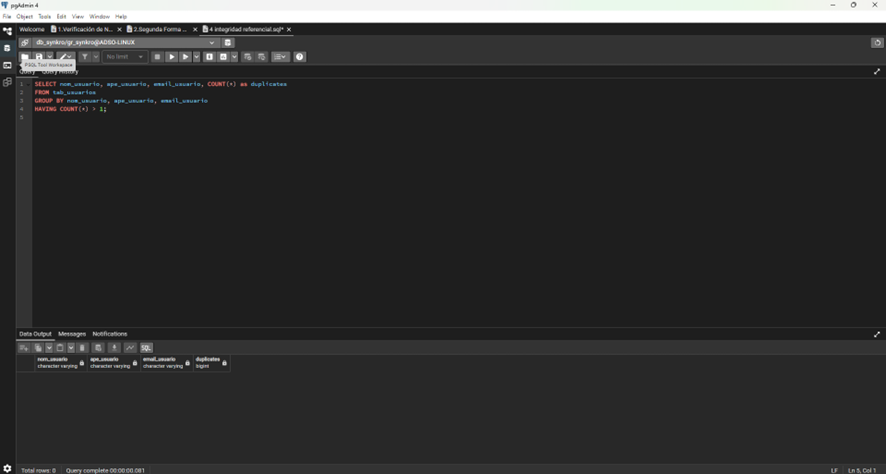 pgAdmin 4
File Object Tools Edit View Window Help
Welcome 1.Verificación de N... 2.Segunda Forma ... 4 integridad referencial.sql*
db_synkro/gr_synkro@ADSO-LINUX
No limit
PSQL Tool Workspace
Query Query History
1 SELECT nom_usuario, ape_usuario, email_usuario, COUNT(*) as duplicates
2 FROM tab_usuarios
3 GROUP BY nom_usuario, ape_usuario, email_usuario
4 HAVING COUNT(*) > 1;
5
Data Output Messages Notifications
SQL
nom_usuario ape_usuario email_usuario duplicates
character varying character varying character varying bigint
Total rows: 0 Query complete 00:00:00.081 LF Ln 5, Col 1